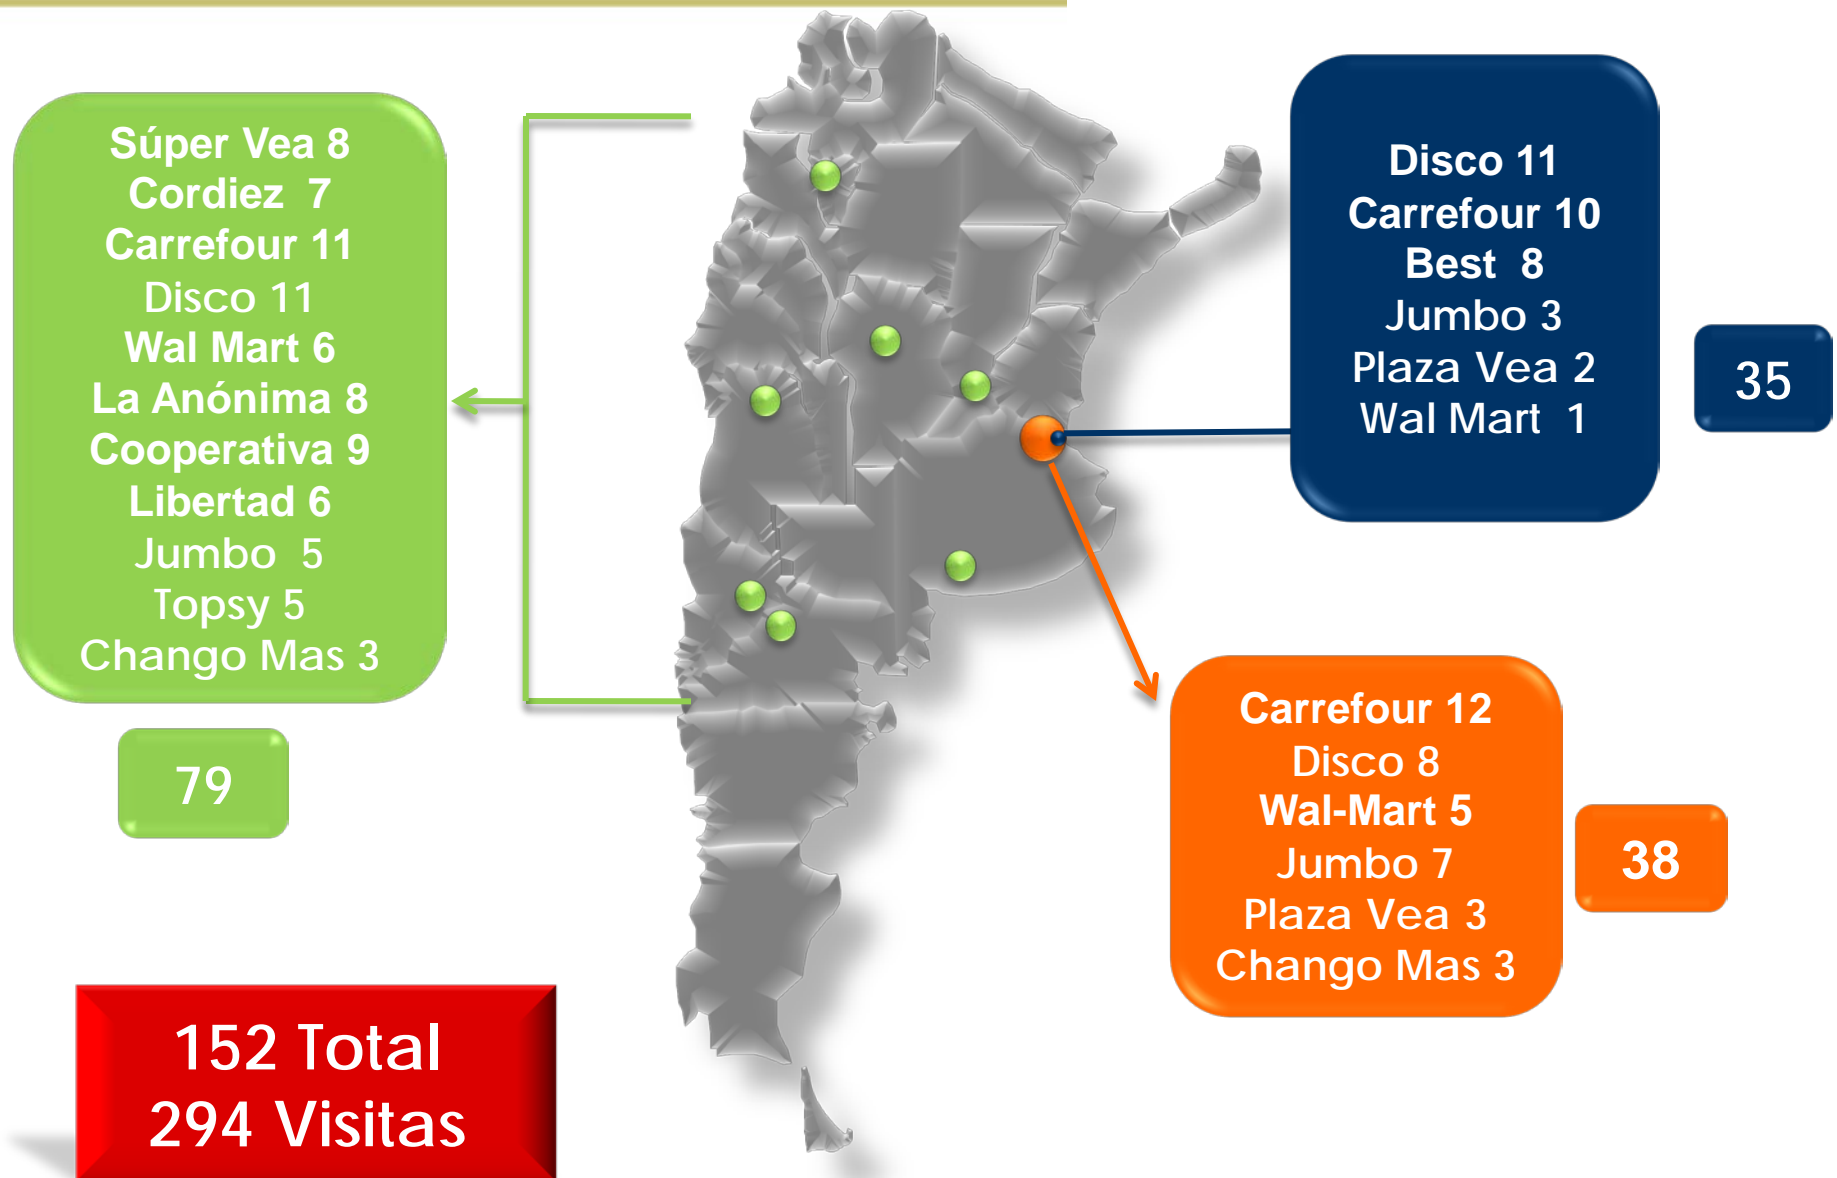 Súper Vea 8
Cordiez 7
Carrefour 11
Disco 11
Wal Mart 6
La Anónima 8
Cooperativa 9
Libertad 6
Jumbo 5
Topsy 5
Chango Mas 3
79
152 Total
294 Visitas
Disco 11
Carrefour 10
Best 8
Jumbo 3
Plaza Vea 2
Wal Mart 1
35
Carrefour 12
Disco 8
Wal-Mart 5
Jumbo 7
Plaza Vea 3
Chango Mas 3
38